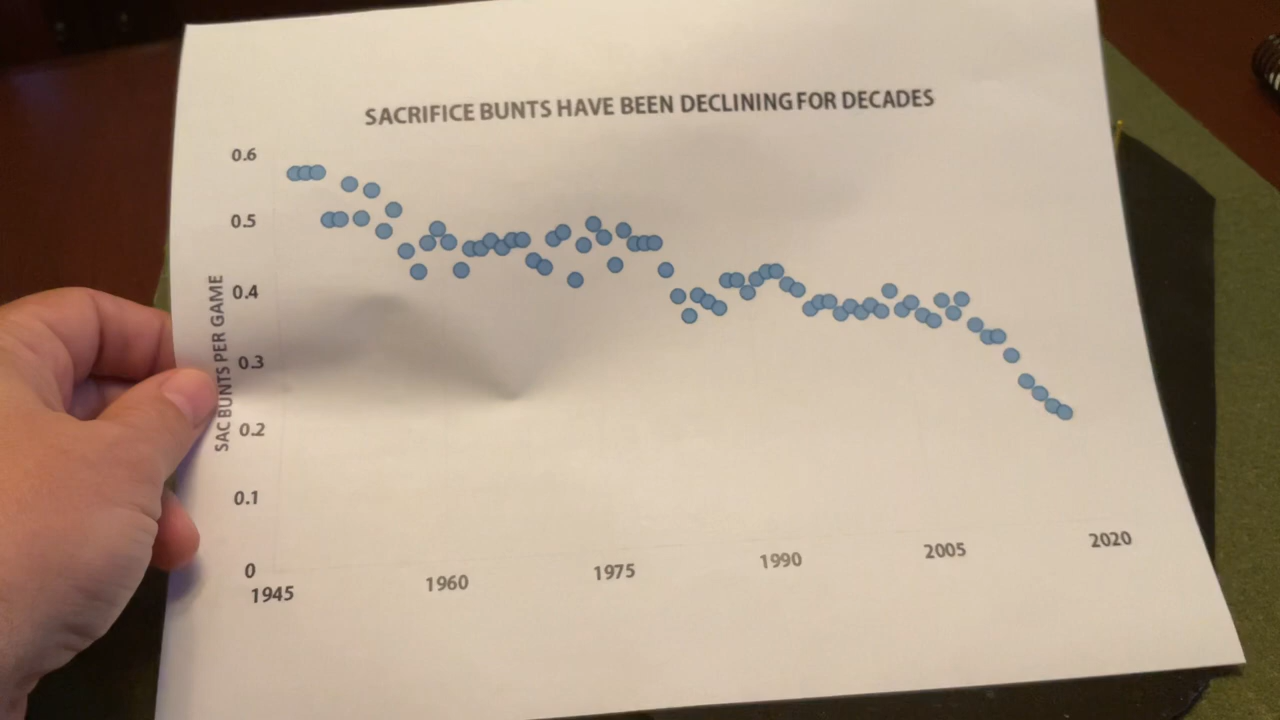 SACRIFICE BUNTS HAVE BEEN DECLINING FOR DECADES
0.6
0.5
0.4
0.3
0.2
0.1
0
SAC BUNTS PER GAME
1945 1960 1975 1990 2005 2020